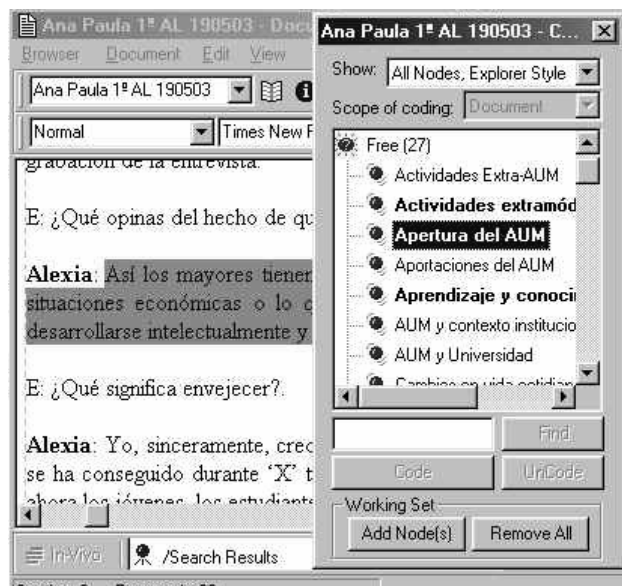 Ana Paula 1ª AL 190503 - Docu
Browser Document Edit View
Ana Paula 1ª AL 190503
Normal Times New R
grabación de la entrevista.
E: ¿Qué opinas del hecho de qu
Alexia: Así los mayores tienen
situaciones económicas o lo q
desarrollarse intelectualmente y
E: ¿Qué significa envejecer?.
Alexia: Yo, sinceramente, crec
se ha conseguido durante ‘X’ t
ahora los jóvenes, los estudiante
In-Vivo /Search Results
Ana Paula 1ª AL 190503 - C...
Show: All Nodes, Explorer Style
Scope of coding: Document
Free (27)
Actividades Extra-AUM
Actividades extramód
Apertura del AUM
Aportaciones del AUM
Aprendizaje y conoci
AUM y contexto institucio
AUM y Universidad
Cambios en vida cotidian
Find
Code UnCode
Working Set
Add Node(s) Remove All